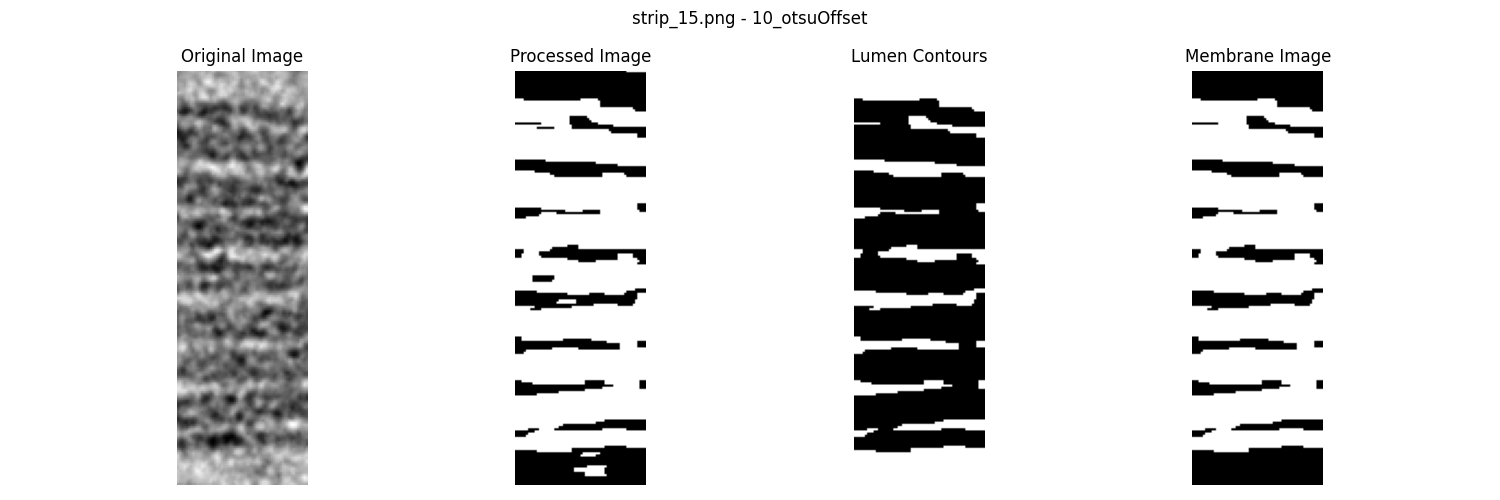 strip_15.png - 10_otsuOffset
Original Image
Processed Image
Lumen Contours
Membrane Image